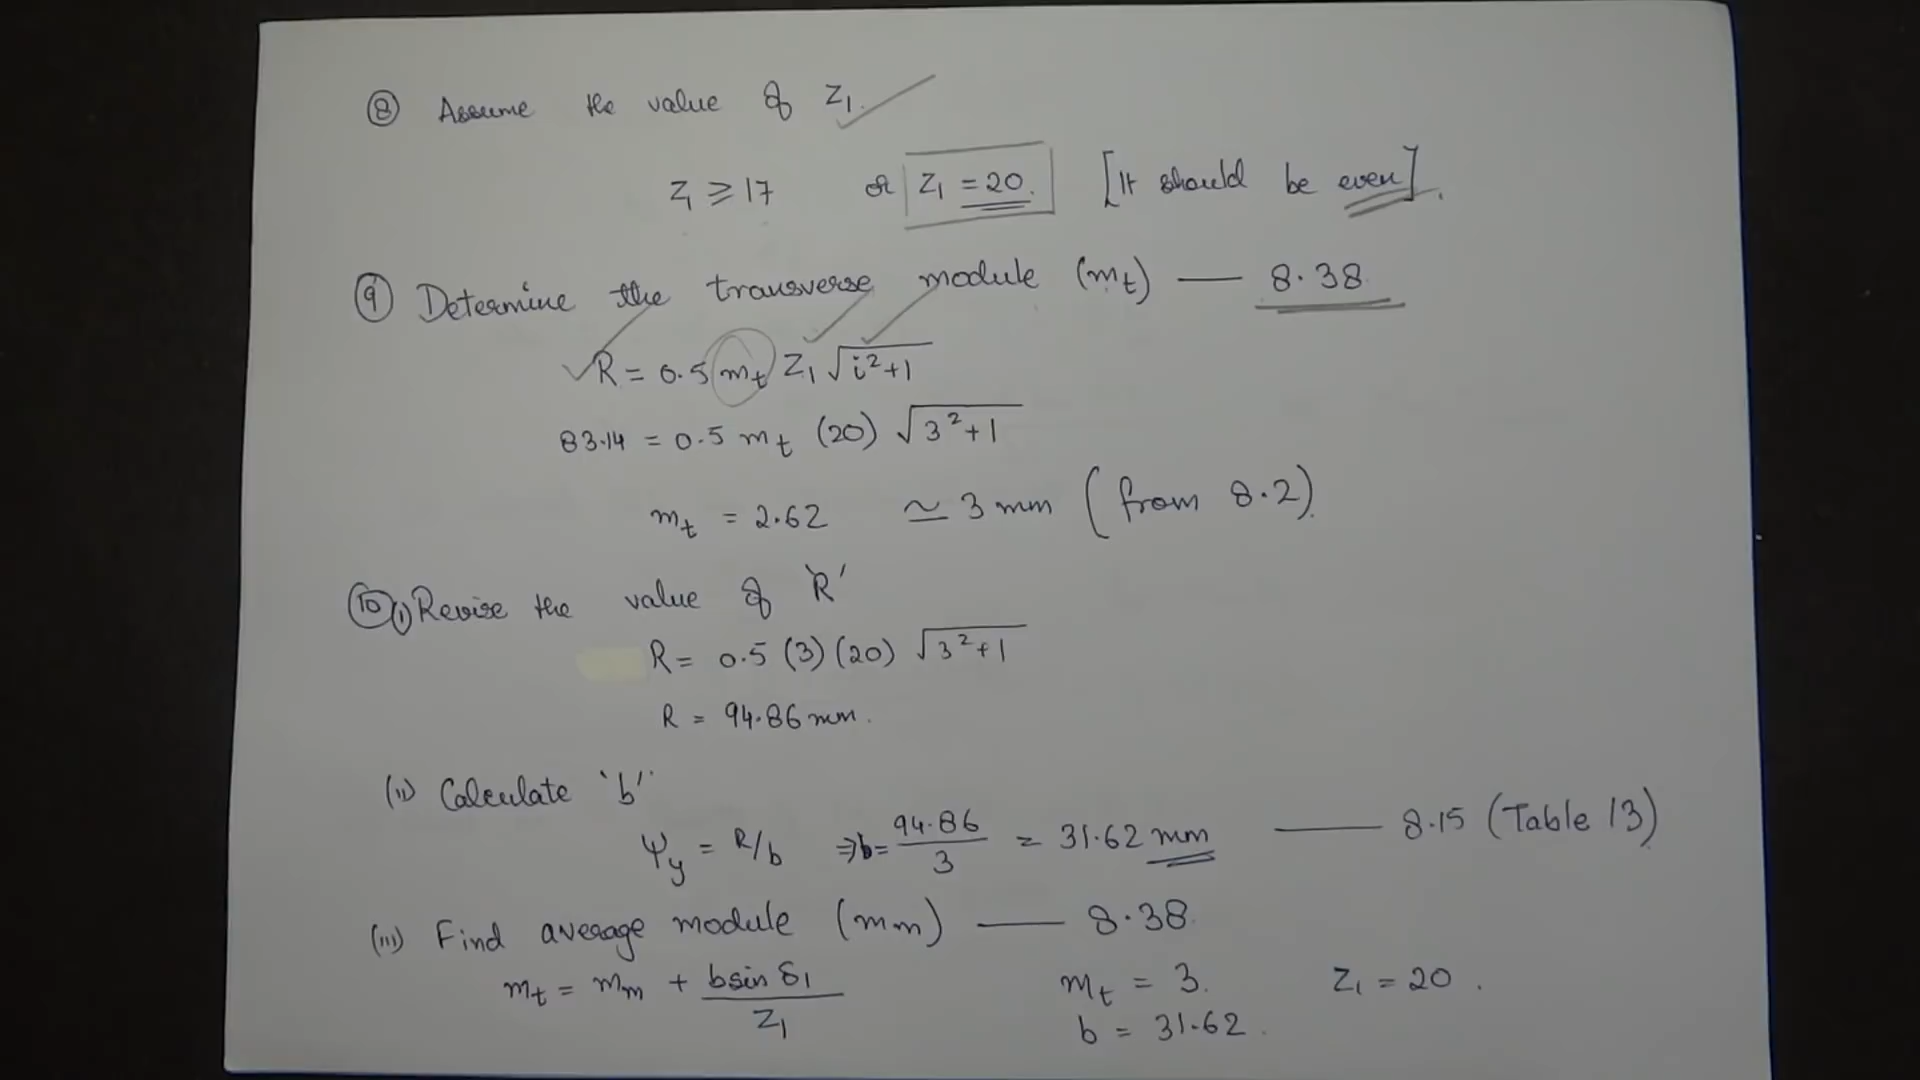 ⑧ Assume the value of Z₁.
Z₁ ≥ 17 or Z₁ = 20. [It should be even].
⑨ Determine the transverse module (mₜ) — 8.38
R = 0.5 mₜ Z₁ √(i²+1)
83.14 = 0.5 mₜ (20) √(3²+1)
mₜ = 2.62 ≃ 3 mm (from 8.2)
⑩ i) Revise the value of 'R'
R = 0.5 (3) (20) √(3²+1)
R = 94.86 mm.
(ii) Calculate 'b'
Ψy = R/b ⇒ b = 94.86/3 = 31.62 mm — 8.15 (Table 13)
(iii) Find average module (mm) — 8.38.
mₜ = mm + b sin δ₁/Z₁ mₜ = 3. Z₁ = 20.
b = 31.62.